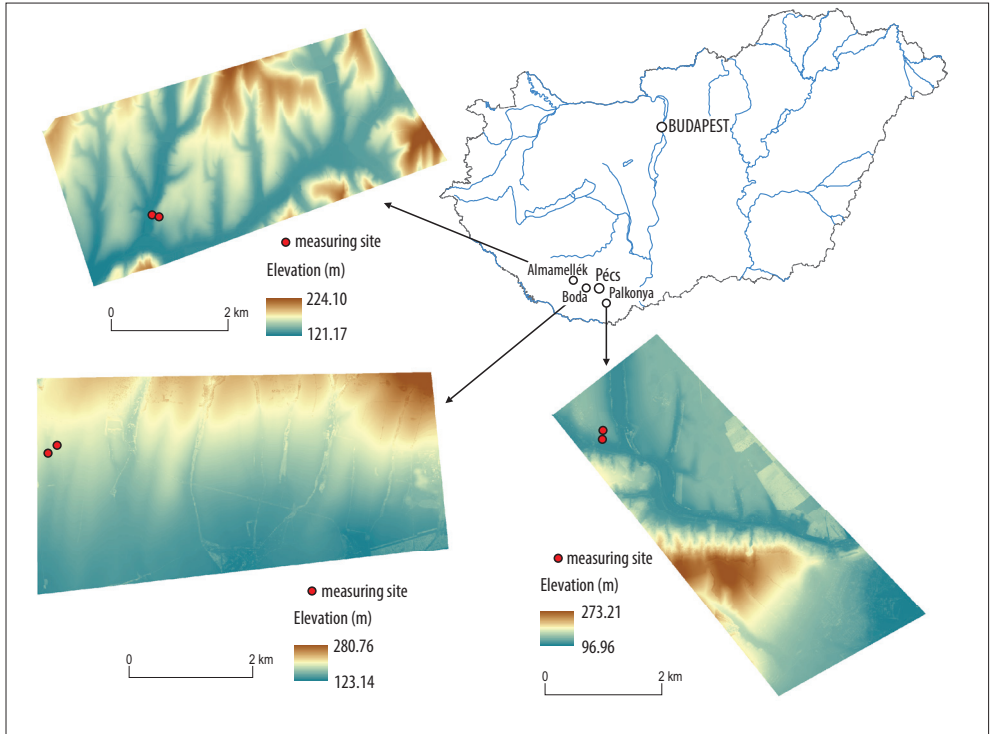 BUDAPEST
measuring site
Elevation (m)
224.10
121.17
0 2 km
Almamellék
Pécs
Boda
Palkonya
measuring site
Elevation (m)
280.76
123.14
0 2 km
measuring site
Elevation (m)
273.21
96.96
0 2 km